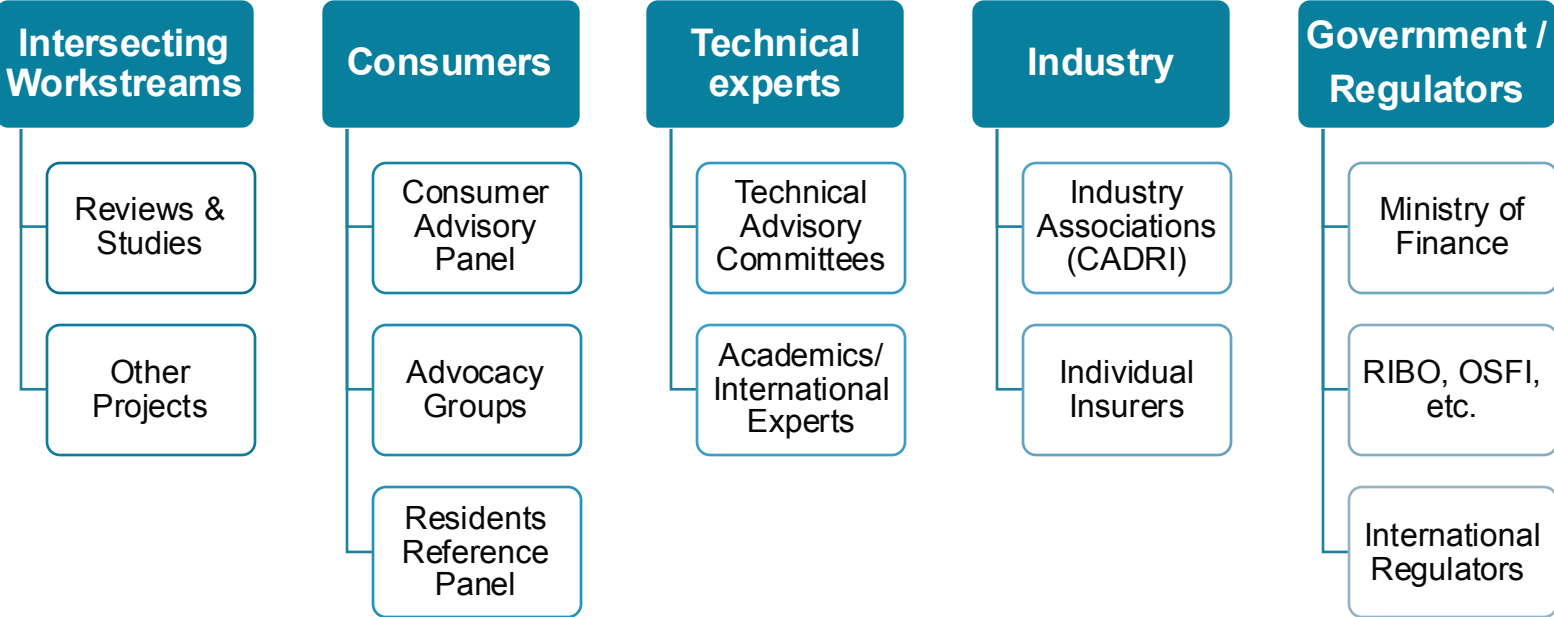 Intersecting
Workstreams
Reviews &
Studies
Other
Projects
Consumers
Consumer
Advisory
Panel
Advocacy
Groups
Residents
Reference
Panel
Technical
experts
Technical
Advisory
Committees
Academics/
International
Experts
Industry
Industry
Associations
(CADRI)
Individual
Insurers
Government /
Regulators
Ministry of
Finance
RIBO, OSFI,
etc.
International
Regulators